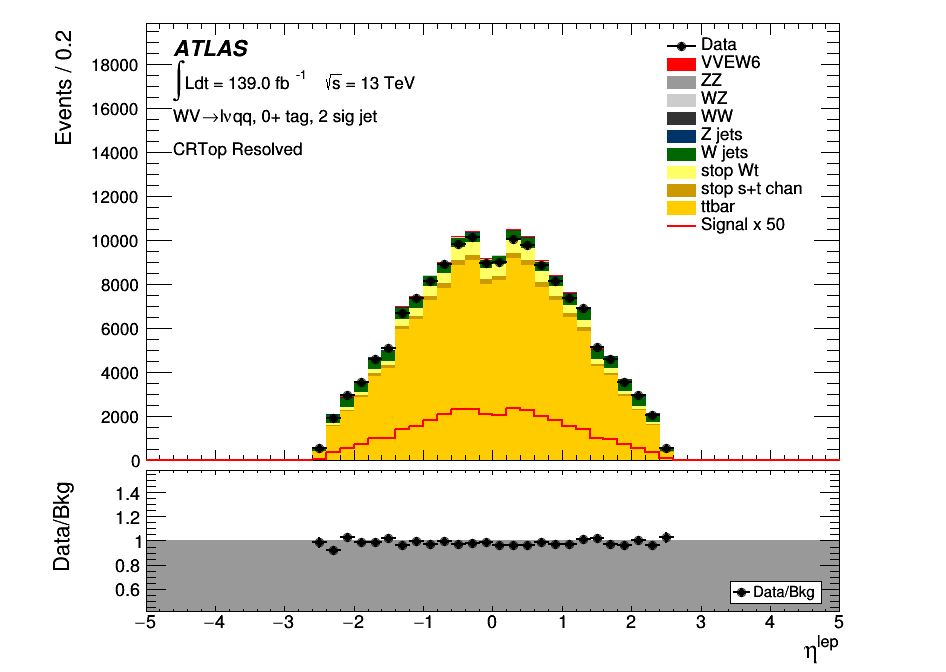 Events / 0.2
18000
16000
14000
12000
10000
8000
6000
4000
2000
0
ATLAS
∫Ldt = 139.0 fb⁻¹ √s = 13 TeV
WV→lνqq, 0+ tag, 2 sig jet
CRTop Resolved
Data
VVEW6
ZZ
WZ
WW
Z jets
W jets
stop Wt
stop s+t chan
ttbar
Signal x 50
Data/Bkg
1.4
1.2
1
0.8
0.6
Data/Bkg
−5 −4 −3 −2 −1 0 1 2 3 4 5
η^lep